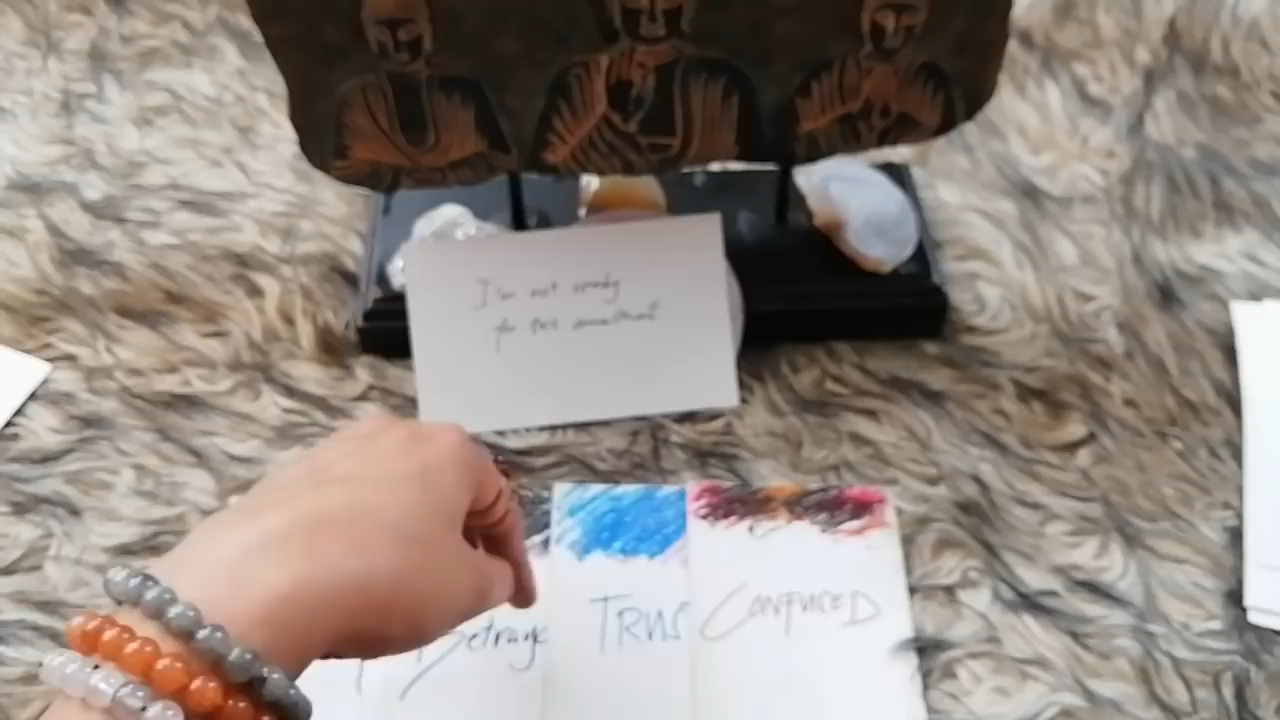 I'm not ready
for this commitment
Betraye
TRUS
CONFUSED